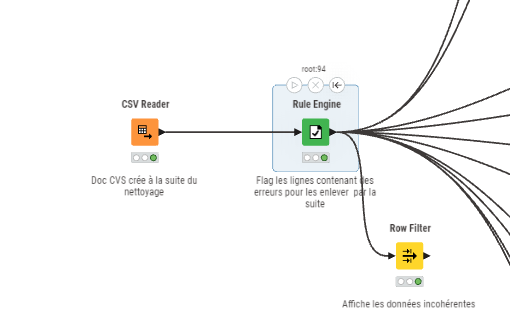 root:94
CSV Reader
Rule Engine
Doc CVS crée à la suite du
nettoyage
Flag les lignes contenant des
erreurs pour les enlever par la
suite
Row Filter
Affiche les données incohérentes